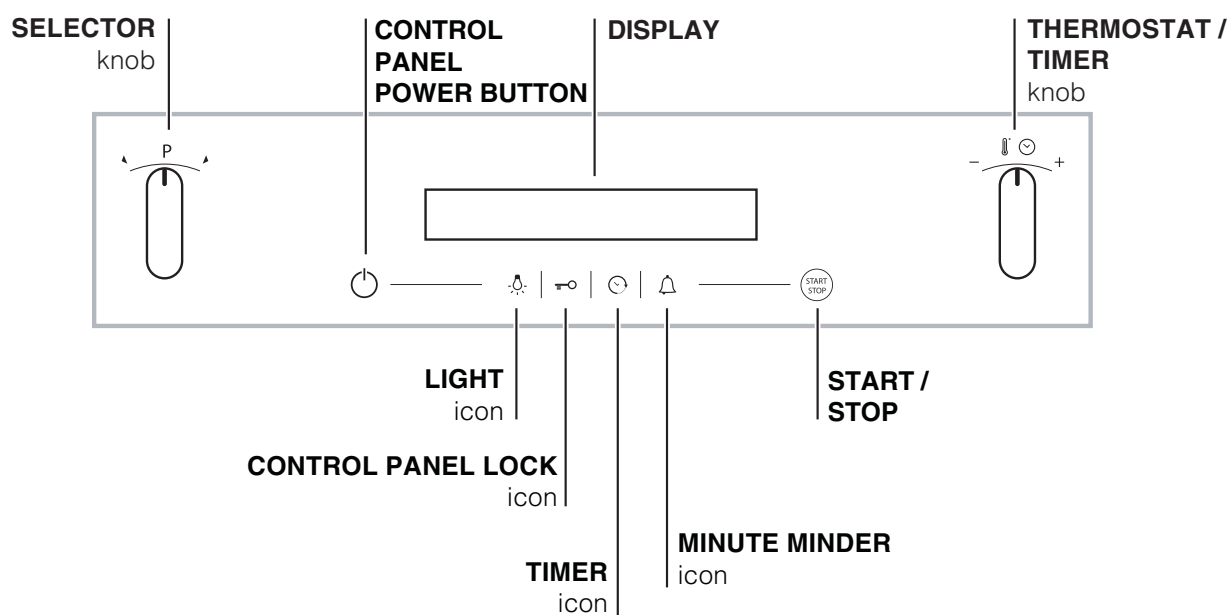 SELECTOR
knob
CONTROL
PANEL
POWER BUTTON
DISPLAY
THERMOSTAT /
TIMER
knob
P
- +
START
STOP
LIGHT
icon
START /
STOP
CONTROL PANEL LOCK
icon
MINUTE MINDER
icon
TIMER
icon